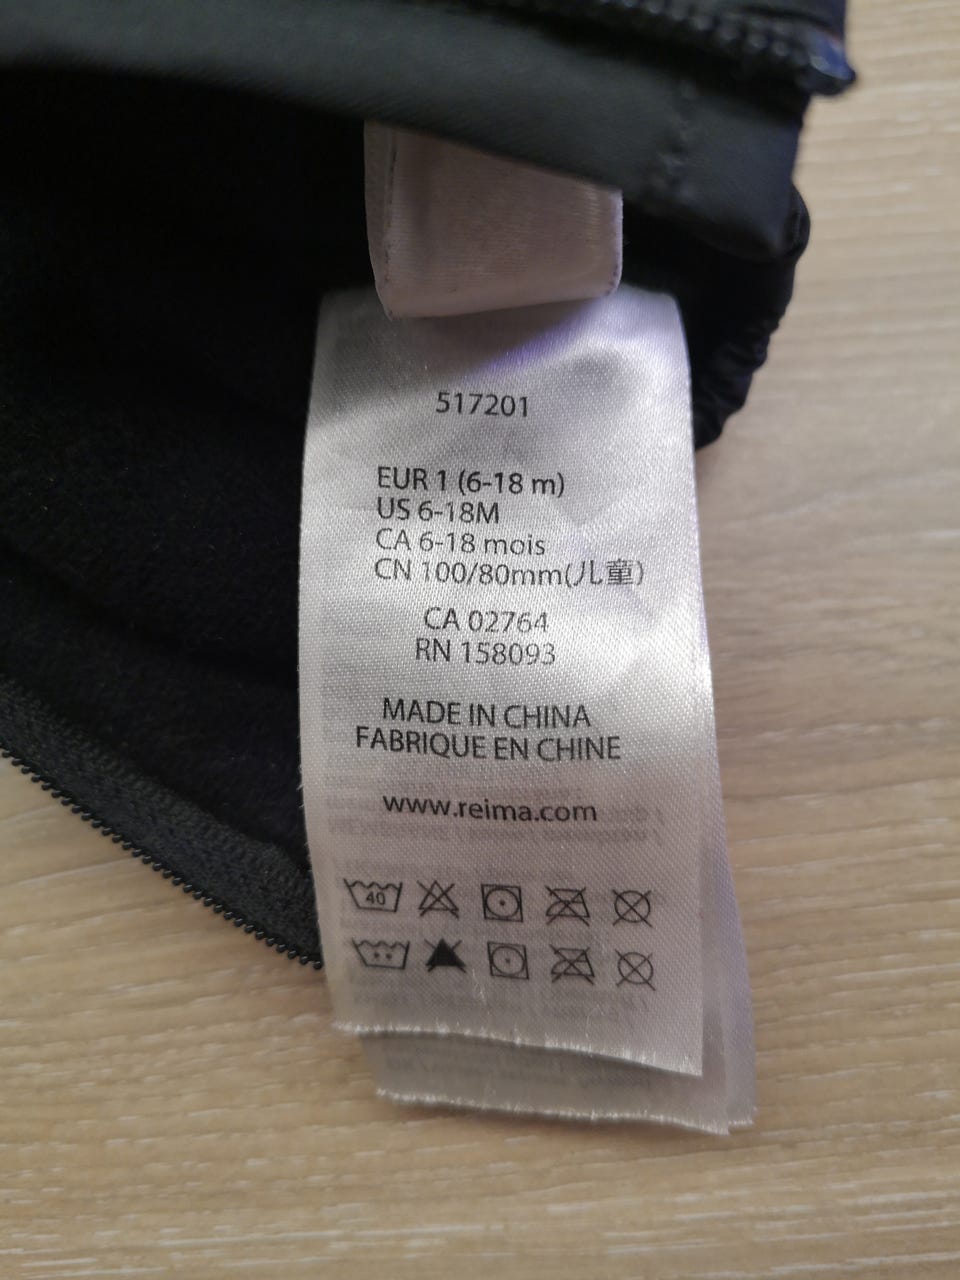 517201
EUR 1 (6-18 m)
US 6-18M
CA 6-18 mois
CN 100/80mm(儿童)
CA 02764
RN 158093
MADE IN CHINA
FABRIQUE EN CHINE
www.reima.com
40